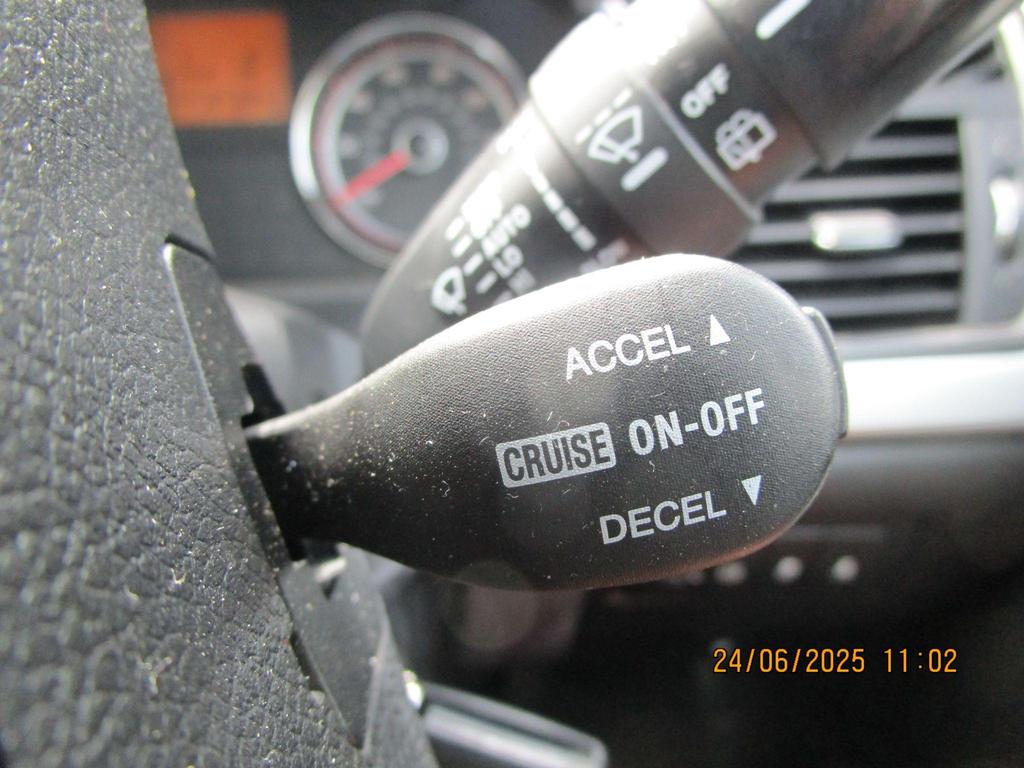 OFF
AUTO
LO
ACCEL ▲
CRUISE ON-OFF
DECEL ▼
24/06/2025 11:02